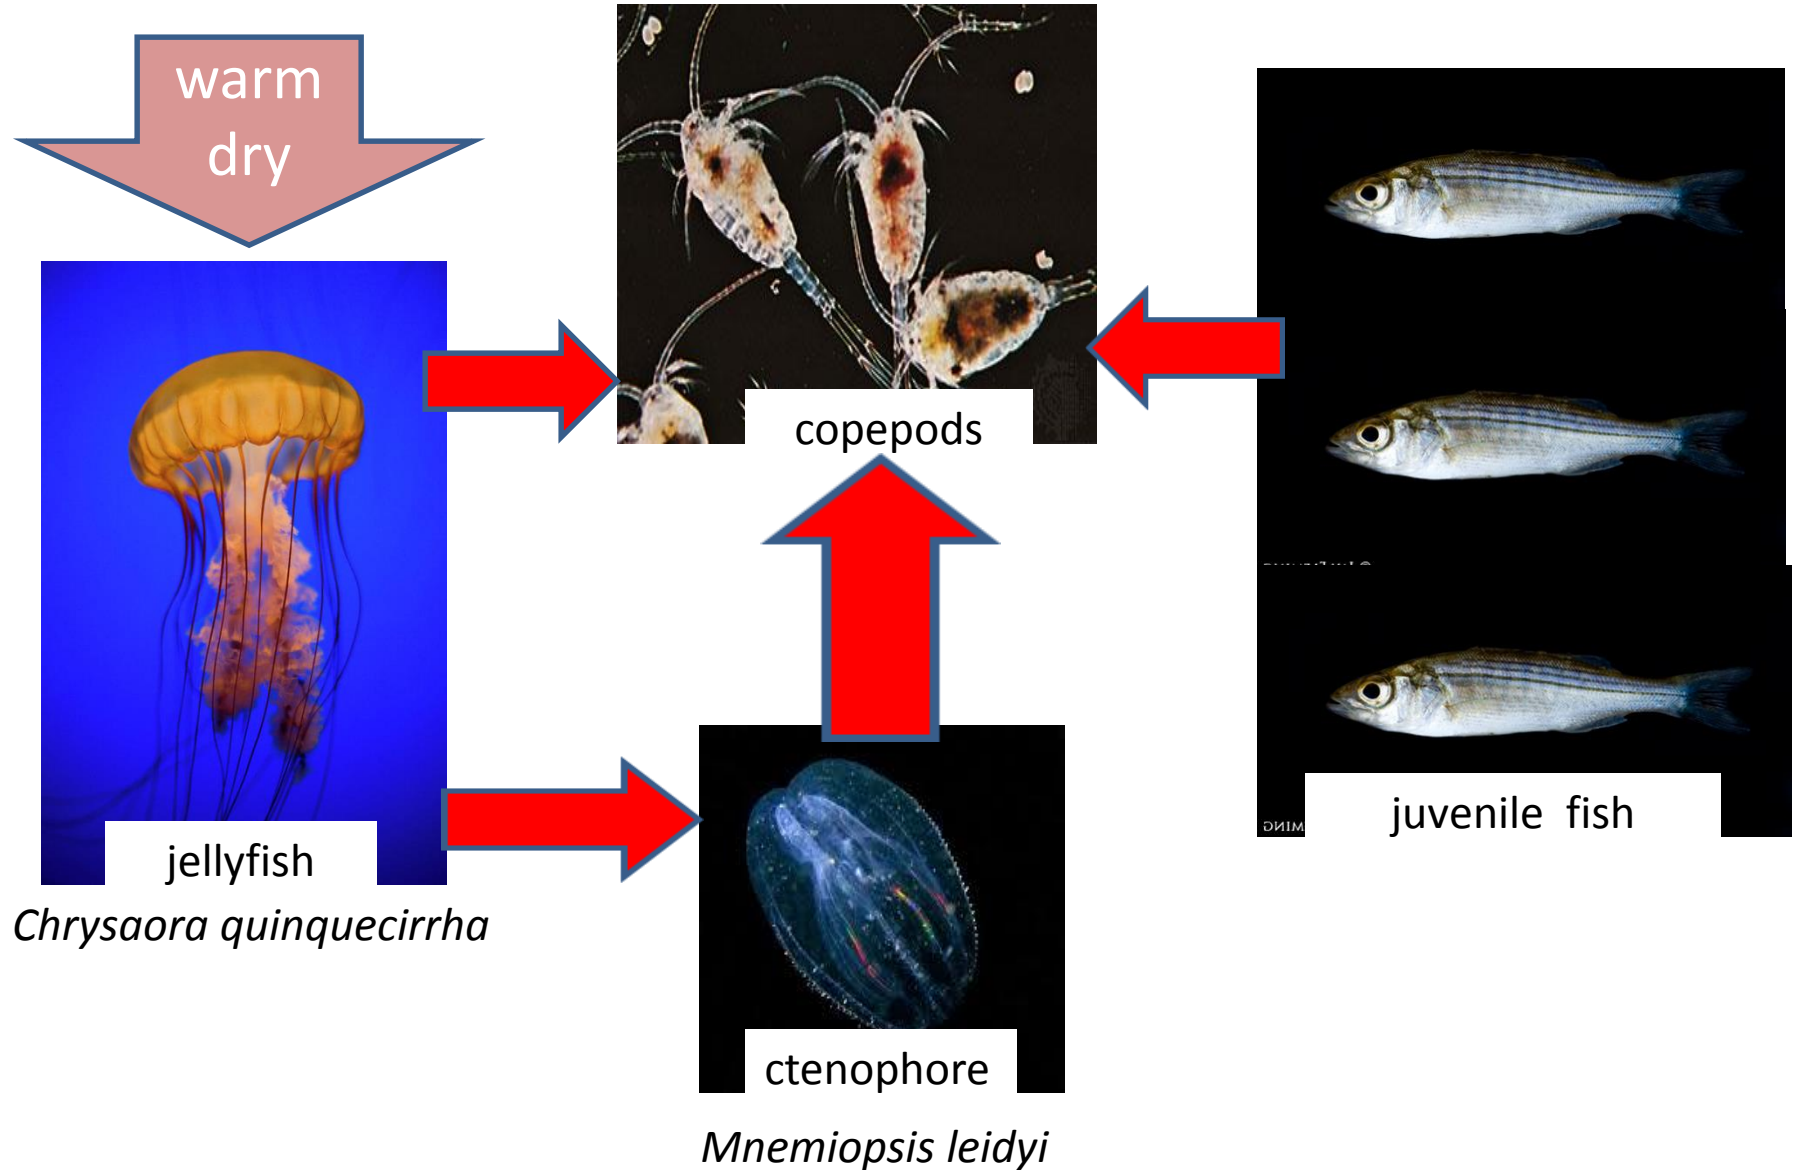 warm
dry
copepods
jellyfish
Chrysaora quinquecirrha
juvenile  fish
ctenophore
Mnemiopsis leidyi